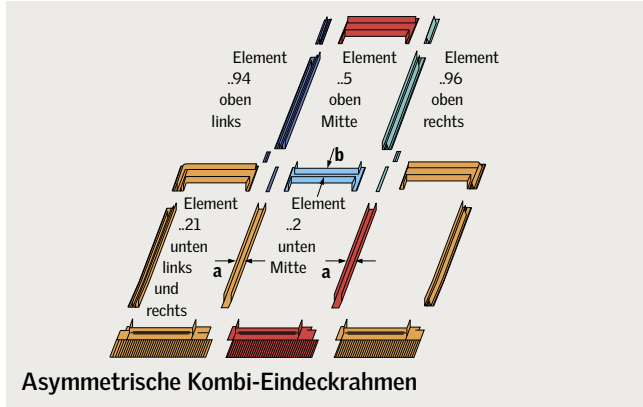 Element
..94
oben
links
Element
..5
oben
Mitte
Element
..96
oben
rechts
b
Element
..21
unten
links
und
rechts
a
Element
..2
unten
Mitte
a
Asymmetrische Kombi-Eindeckrahmen